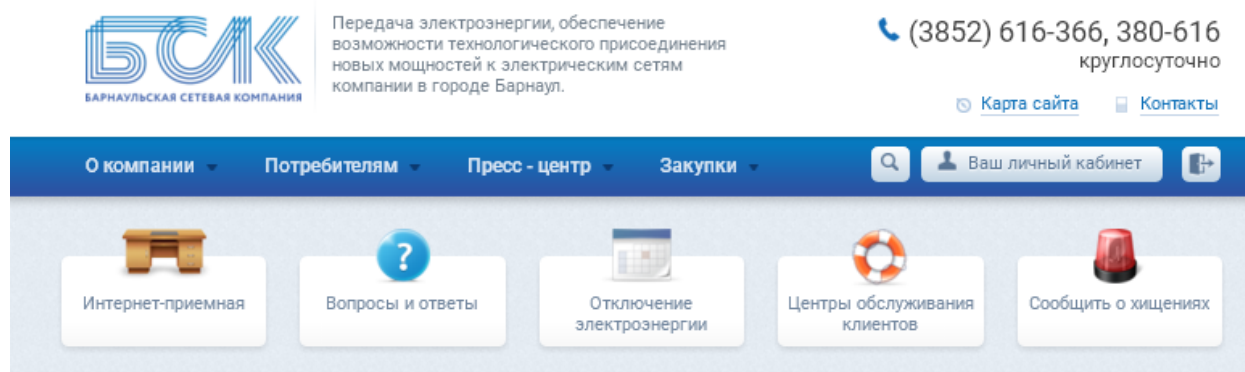 БСК
БАРНАУЛЬСКАЯ СЕТЕВАЯ КОМПАНИЯ
Передача электроэнергии, обеспечение
возможности технологического присоединения
новых мощностей к электрическим сетям
компании в городе Барнаул.
(3852) 616-366, 380-616
круглосуточно
Карта сайта Контакты
О компании Потребителям Пресс - центр Закупки Ваш личный кабинет
Интернет-приемная
Вопросы и ответы
Отключение
электроэнергии
Центры обслуживания
клиентов
Сообщить о хищениях